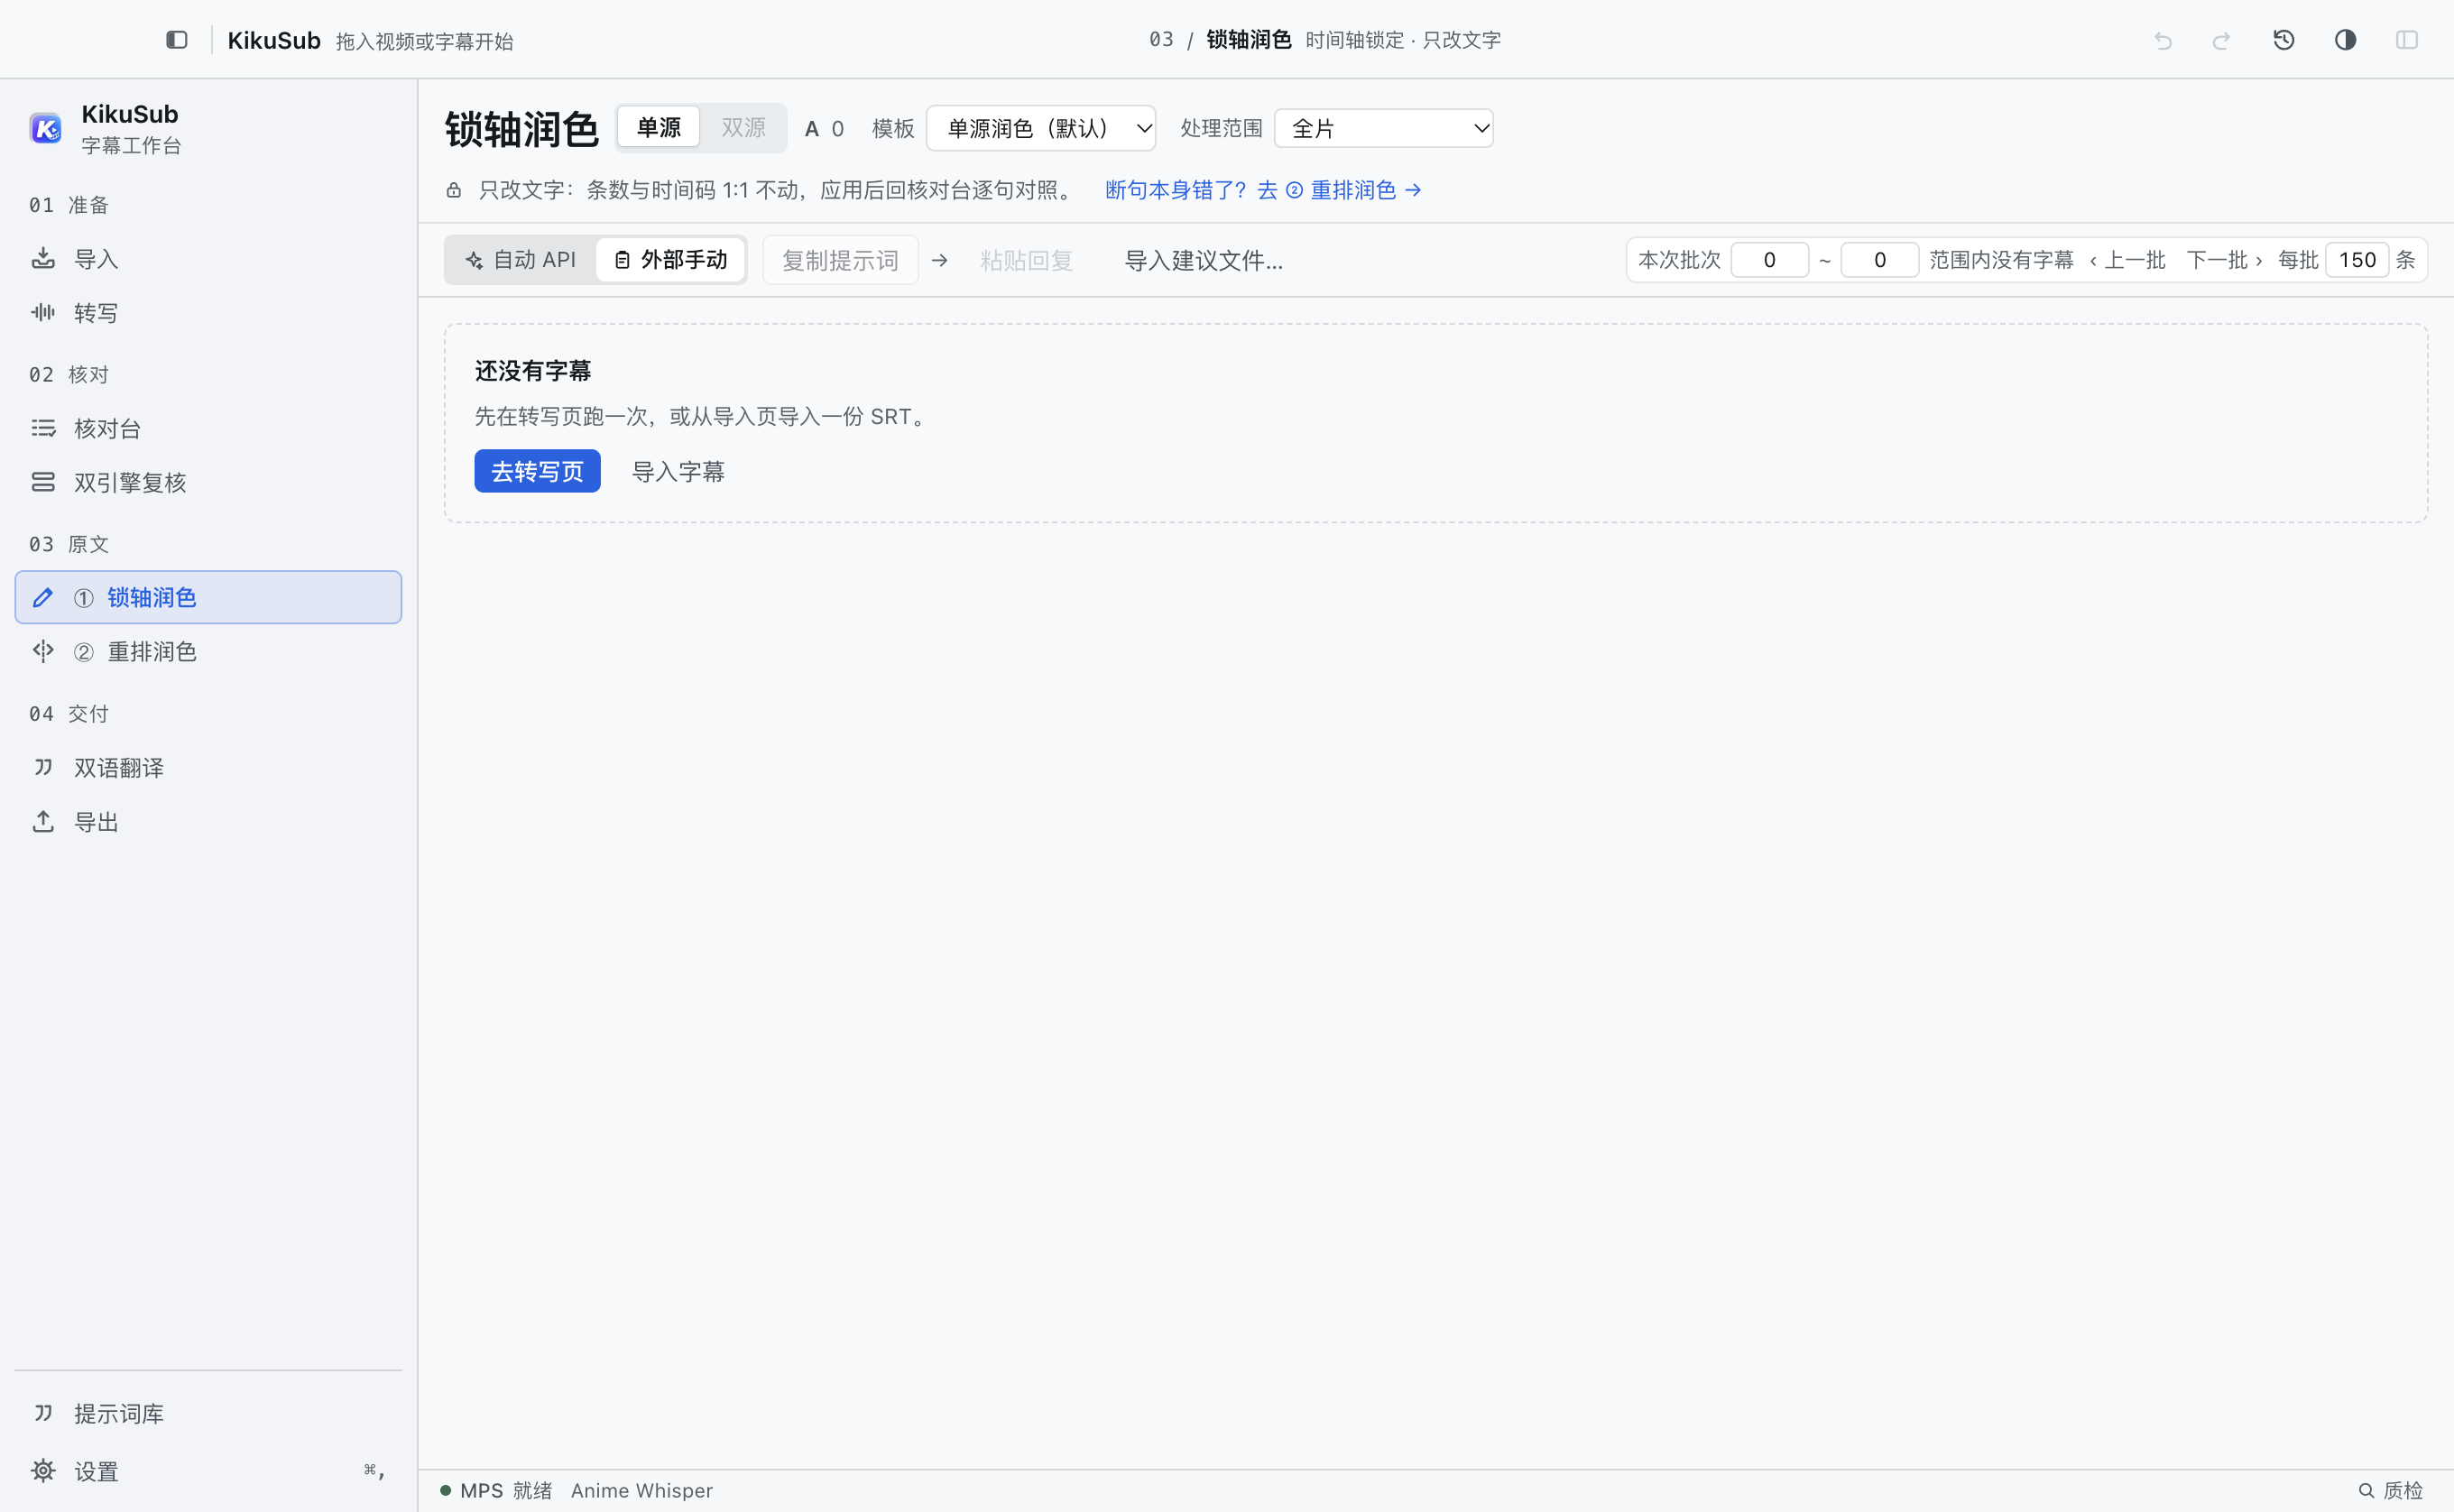 KikuSub 拖入视频或字幕开始
03 / 锁轴润色 时间轴锁定 · 只改文字
KikuSub
字幕工作台
01 准备
导入
转写
02 核对
核对台
双引擎复核
03 原文
① 锁轴润色
② 重排润色
04 交付
双语翻译
导出
提示词库
设置 ⌘,
锁轴润色 单源 双源 A 0 模板 单源润色（默认） 处理范围 全片
只改文字：条数与时间码 1:1 不动，应用后回核对台逐句对照。 断句本身错了？去 ② 重排润色 →
自动 API 外部手动 复制提示词 → 粘贴回复 导入建议文件… 本次批次 0 ~ 0 范围内没有字幕 ‹ 上一批 下一批 › 每批 150 条
还没有字幕
先在转写页跑一次，或从导入页导入一份 SRT。
去转写页 导入字幕
MPS 就绪 Anime Whisper 质检